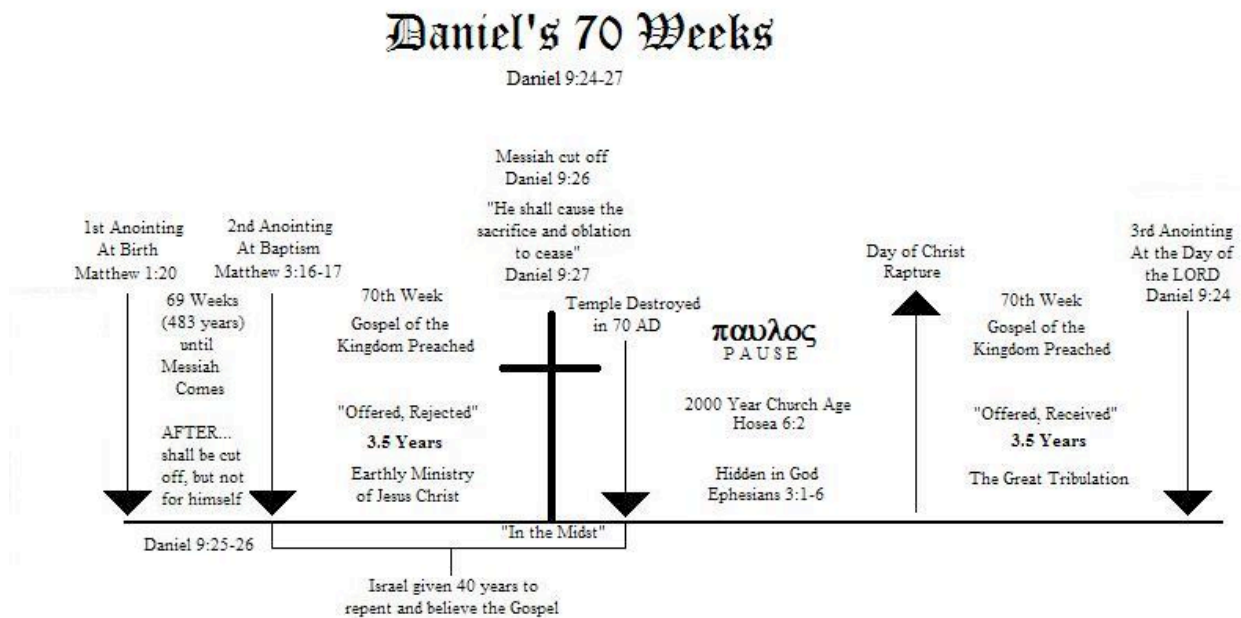 Daniel's 70 Weeks
Daniel 9:24-27
Messiah cut off
Daniel 9:26
"He shall cause the
sacrifice and oblation
to cease"
Daniel 9:27
1st Anointing
At Birth
Matthew 1:20
2nd Anointing
At Baptism
Matthew 3:16-17
69 Weeks
(483 years)
until
Messiah
Comes
AFTER...
shall be cut
off, but not
for himself
70th Week
Gospel of the
Kingdom Preached
"Offered, Rejected"
3.5 Years
Earthly Ministry
of Jesus Christ
Temple Destroyed
in 70 AD
παυλος
PAUSE
2000 Year Church Age
Hosea 6:2
Hidden in God
Ephesians 3:1-6
Day of Christ
Rapture
70th Week
Gospel of the
Kingdom Preached
"Offered, Received"
3.5 Years
The Great Tribulation
3rd Anointing
At the Day of
the LORD
Daniel 9:24
Daniel 9:25-26
"In the Midst"
Israel given 40 years to
repent and believe the Gospel